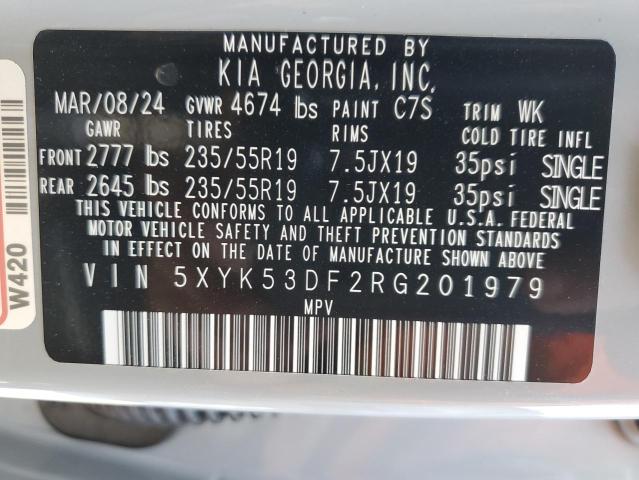 MANUFACTURED BY
KIA GEORGIA, INC.
MAR/08/24 GVWR 4674 lbs PAINT C7S TRIM WK
GAWR TIRES RIMS COLD TIRE INFL
FRONT 2777 lbs 235/55R19 7.5JX19 35psi SINGLE
REAR 2645 lbs 235/55R19 7.5JX19 35psi SINGLE
THIS VEHICLE CONFORMS TO ALL APPLICABLE U.S.A. FEDERAL
MOTOR VEHICLE SAFETY AND THEFT PREVENTION STANDARDS
IN EFFECT ON THE DATE OF MANUFACTURE SHOWN ABOVE
VIN 5XYK53DF2RG201979
MPV
W420